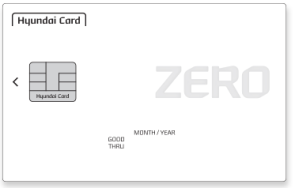 Hyundai Card
ZERO
Hyundai Card
MONTH / YEAR
GOOD
THRU